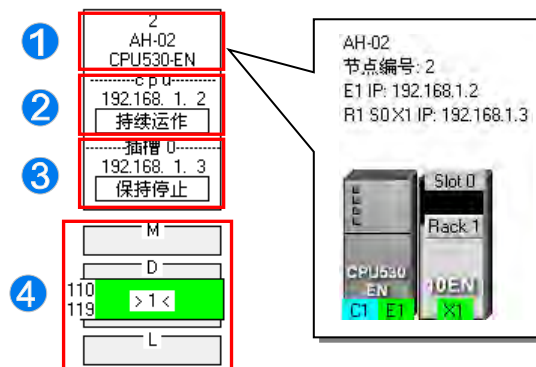 1
2
AH-02
CPU530-EN
2
cpu
192.168. 1. 2
持续运作
3
插槽 0
192.168. 1. 3
保持停止
4
M
D
110
119
>1<
L
AH-02
节点编号: 2
E1 IP: 192.168.1.2
R1 S0 X1 IP: 192.168.1.3
Slot 0
Rack 1
CPU530
EN
10EN
C1 E1
X1